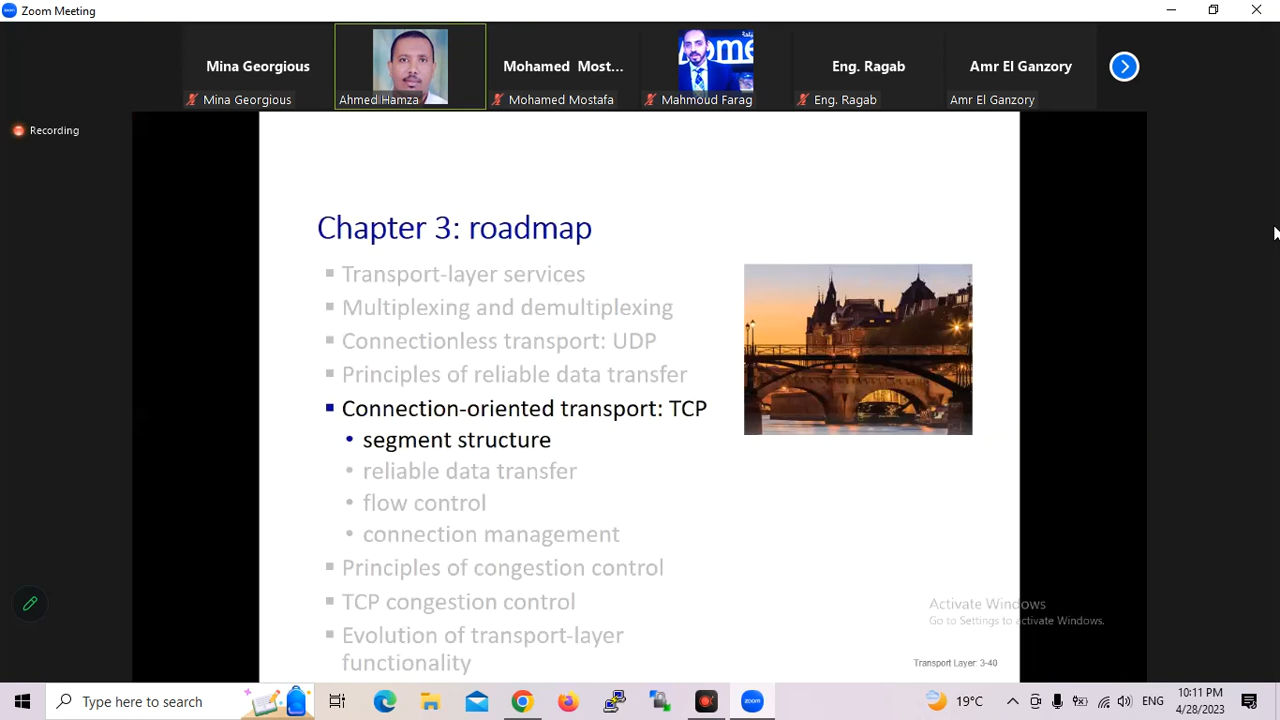 Zoom Meeting
Mina Georgious
Mohamed Most...
Eng. Ragab
Amr El Ganzory
Mina Georgious
Ahmed Hamza
Mohamed Mostafa
Mahmoud Farag
Eng. Ragab
Amr El Ganzory
Recording
Chapter 3: roadmap
Transport-layer services
Multiplexing and demultiplexing
Connectionless transport: UDP
Principles of reliable data transfer
Connection-oriented transport: TCP
segment structure
reliable data transfer
flow control
connection management
Principles of congestion control
TCP congestion control
Evolution of transport-layer
functionality
Activate Windows
Go to Settings to activate Windows.
Transport Layer: 3-40
Type here to search
zoom
19°C
ENG
10:11 PM
4/28/2023